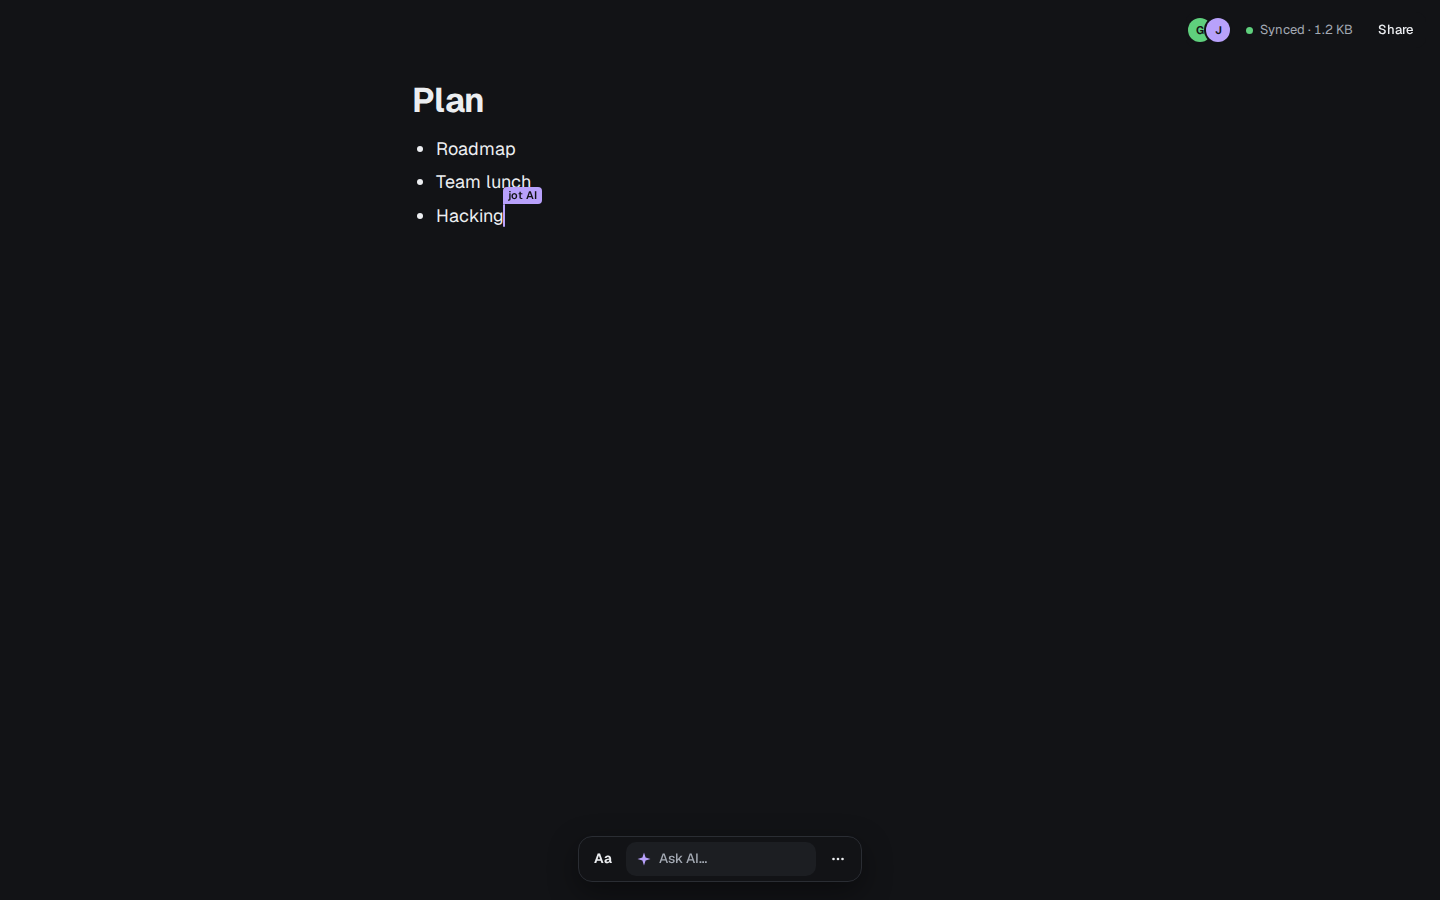 G J Synced · 1.2 KB Share
Plan
• Roadmap
• Team lunch
jot AI
• Hacking
Aa Ask AI... ···